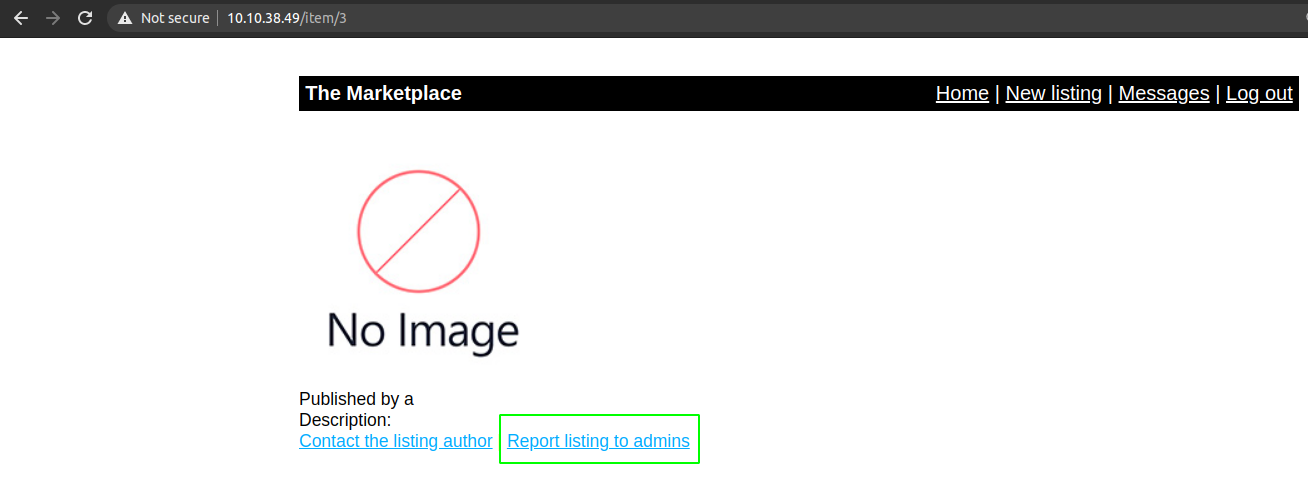 Not secure | 10.10.38.49/item/3
The Marketplace Home | New listing | Messages | Log out
No Image
Published by a
Description:
Contact the listing author Report listing to admins